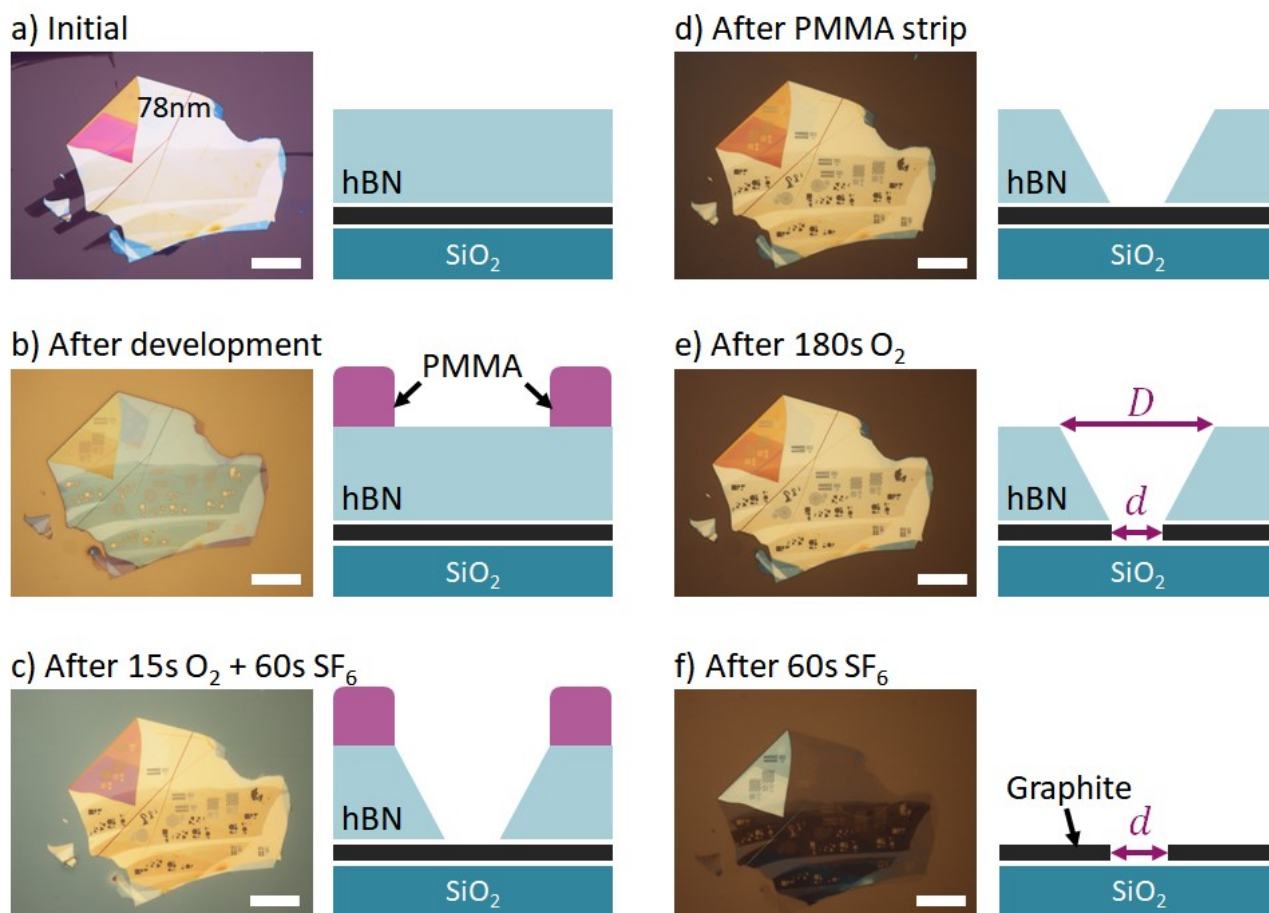 a) Initial
78nm
hBN
SiO₂
b) After development
PMMA
hBN
SiO₂
c) After 15s O₂ + 60s SF₆
hBN
SiO₂
d) After PMMA strip
hBN
SiO₂
e) After 180s O₂
D
hBN
d
SiO₂
f) After 60s SF₆
Graphite
d
SiO₂